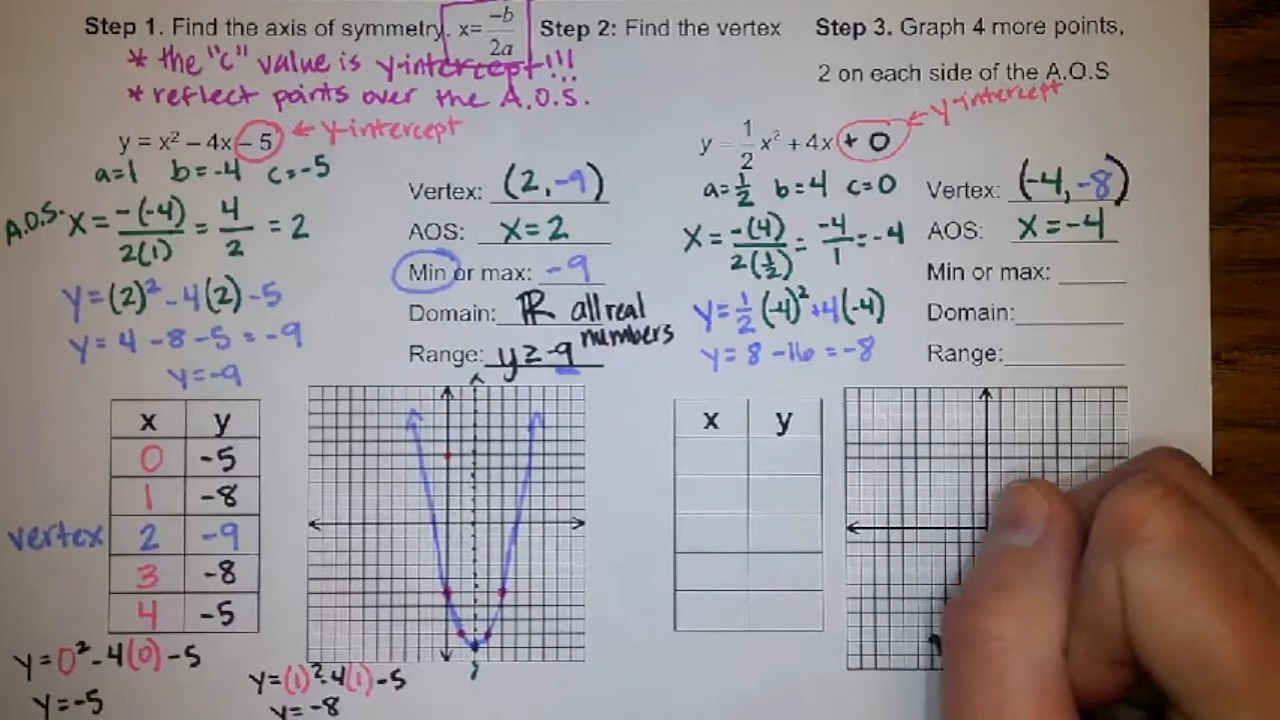 Step 1. Find the axis of symmetry. x= -b/2a Step 2: Find the vertex Step 3. Graph 4 more points,
2 on each side of the A.O.S
* the "c" value is y-intercept!!!
* reflect points over the A.O.S.
y = x² – 4x – 5 ← y-intercept
a=1 b=-4 c=-5
A.O.S. x = -(-4)/2(1) = 4/2 = 2
y=(2)²-4(2)-5
y=4-8-5=-9
y=-9
Vertex: (2,-9)
AOS: x=2
Min or max: -9
Domain: ℝ all real numbers
Range: y≥-9
x y
0 -5
1 -8
vertex 2 -9
3 -8
4 -5
y=0²-4(0)-5
y=-5
y=(1)²-4(1)-5
y=-8
y = 1/2 x² + 4x + 0 ← y-intercept
a=1/2 b=4 c=0
x = -(4)/2(1/2) = -4/1 = -4
y=1/2(-4)²+4(-4)
y=8-16=-8
Vertex: (-4,-8)
AOS: x=-4
Min or max:
Domain:
Range:
x y